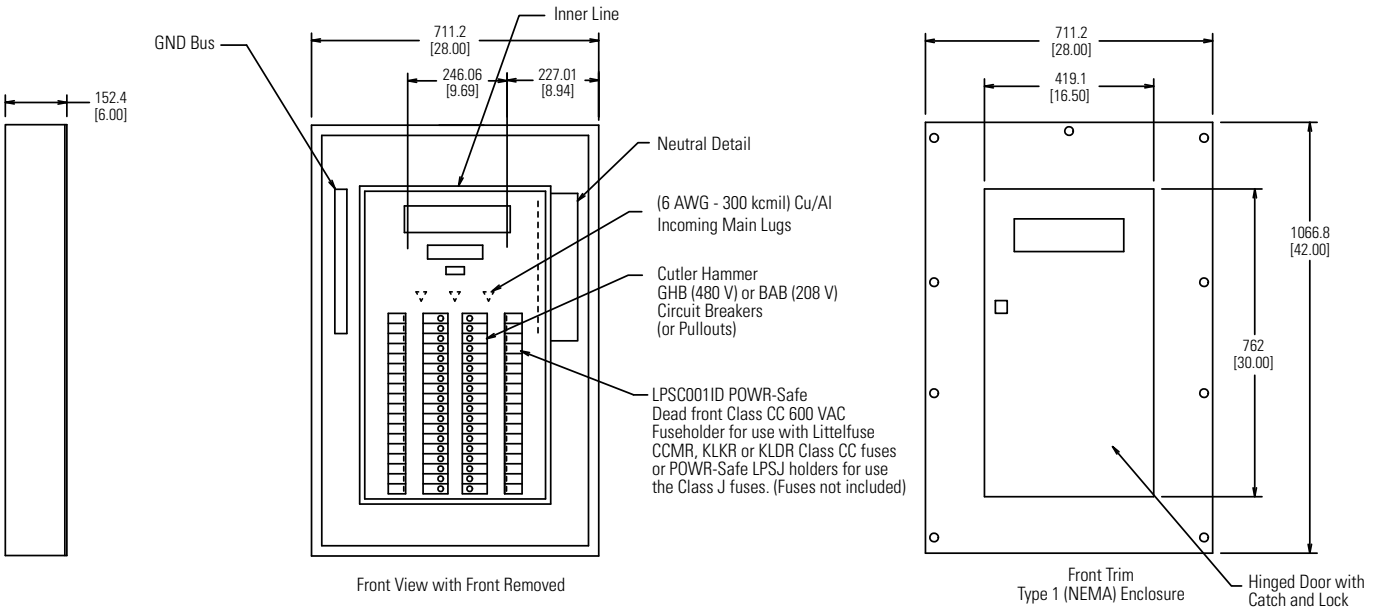 152.4
[6.00]
GND Bus
Inner Line
711.2
[28.00]
246.06
[9.69]
227.01
[8.94]
Neutral Detail
(6 AWG - 300 kcmil) Cu/Al
Incoming Main Lugs
Cutler Hammer
GHB (480 V) or BAB (208 V)
Circuit Breakers
(or Pullouts)
LPSC001ID POWR-Safe
Dead front Class CC 600 VAC
Fuseholder for use with Littelfuse
CCMR, KLKR or KLDR Class CC fuses
or POWR-Safe LPSJ holders for use
the Class J fuses. (Fuses not included)
Front View with Front Removed
711.2
[28.00]
419.1
[16.50]
1066.8
[42.00]
762
[30.00]
Front Trim
Type 1 (NEMA) Enclosure
Hinged Door with
Catch and Lock